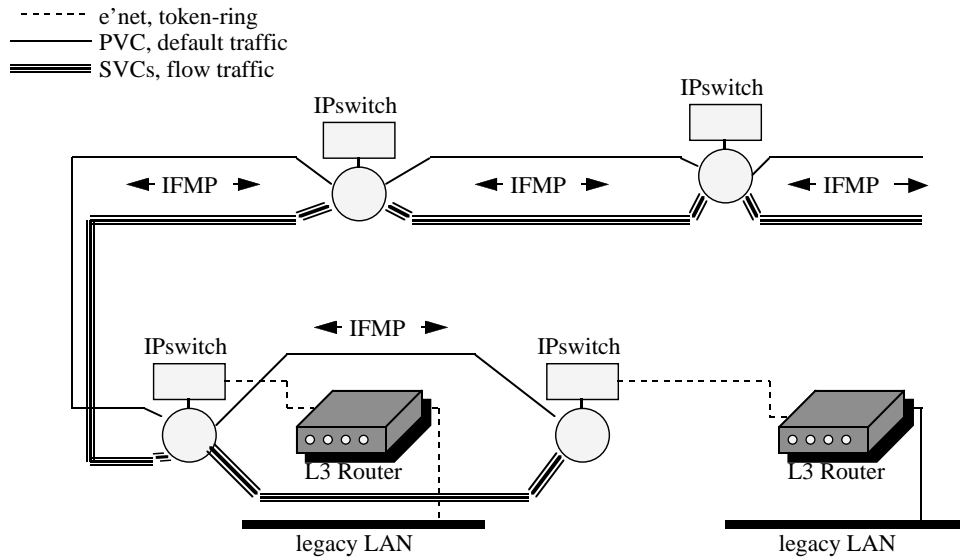 e'net, token-ring
PVC, default traffic
SVCs, flow traffic
IPswitch
IPswitch
IFMP
IFMP
IFMP
IFMP
IPswitch
IPswitch
L3 Router
L3 Router
legacy LAN
legacy LAN